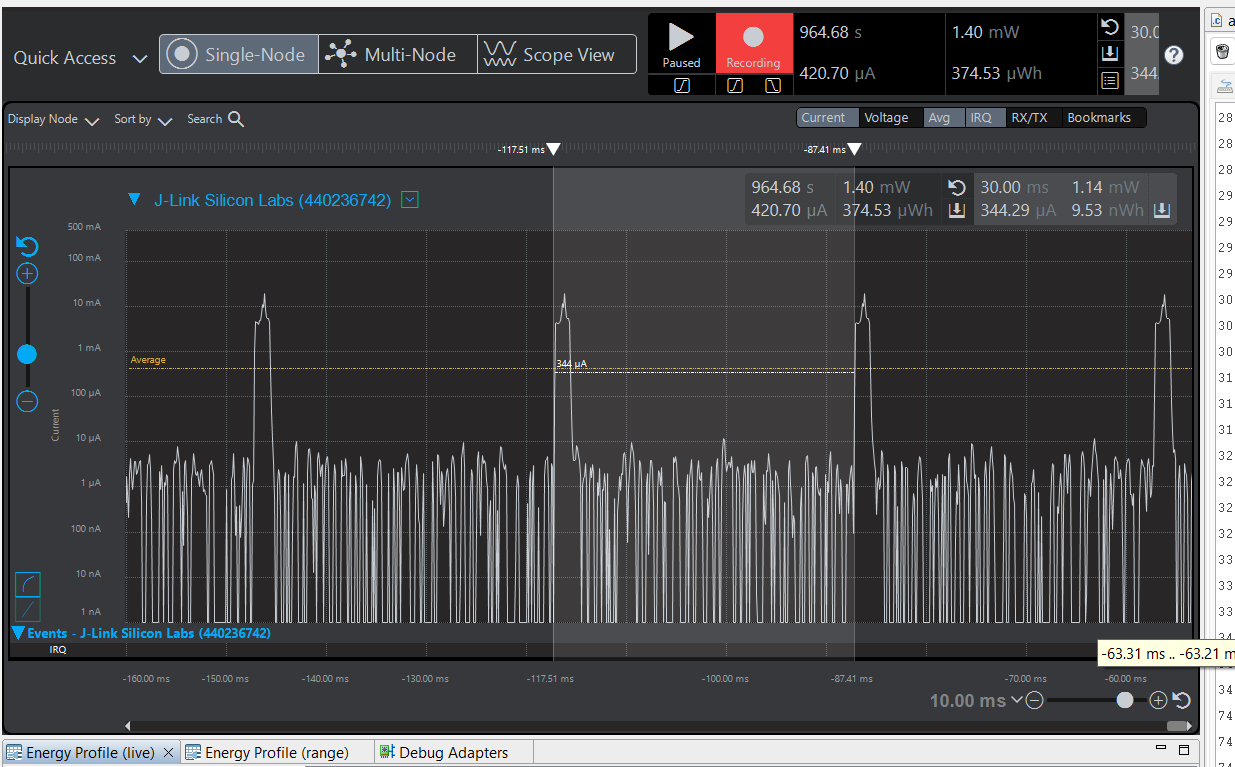 Quick Access
Single-Node
Multi-Node
Scope View
Paused
Recording
964.68 s
420.70 µA
1.40 mW
374.53 µWh
30.0
344.
?
a
.c
Display Node
Sort by
Search
Current
Voltage
Avg
IRQ
RX/TX
Bookmarks
-117.51 ms
-87.41 ms
J-Link Silicon Labs (440236742)
964.68 s 1.40 mW
420.70 µA 374.53 µWh
30.00 ms 1.14 mW
344.29 µA 9.53 nWh
500 mA
100 mA
10 mA
1 mA
100 µA
10 µA
1 µA
100 nA
10 nA
1 nA
Current
Average
344 µA
Events - J-Link Silicon Labs (440236742)
IRQ
-63.31 ms .. -63.21 m
-160.00 ms -150.00 ms -140.00 ms -130.00 ms -117.51 ms -100.00 ms -87.41 ms -70.00 ms -60.00 ms
10.00 ms
Energy Profile (live)
Energy Profile (range)
Debug Adapters
28
28
28
29
29
29
29
30
30
30
31
31
31
32
32
32
32
33
33
33
34
34
74
74